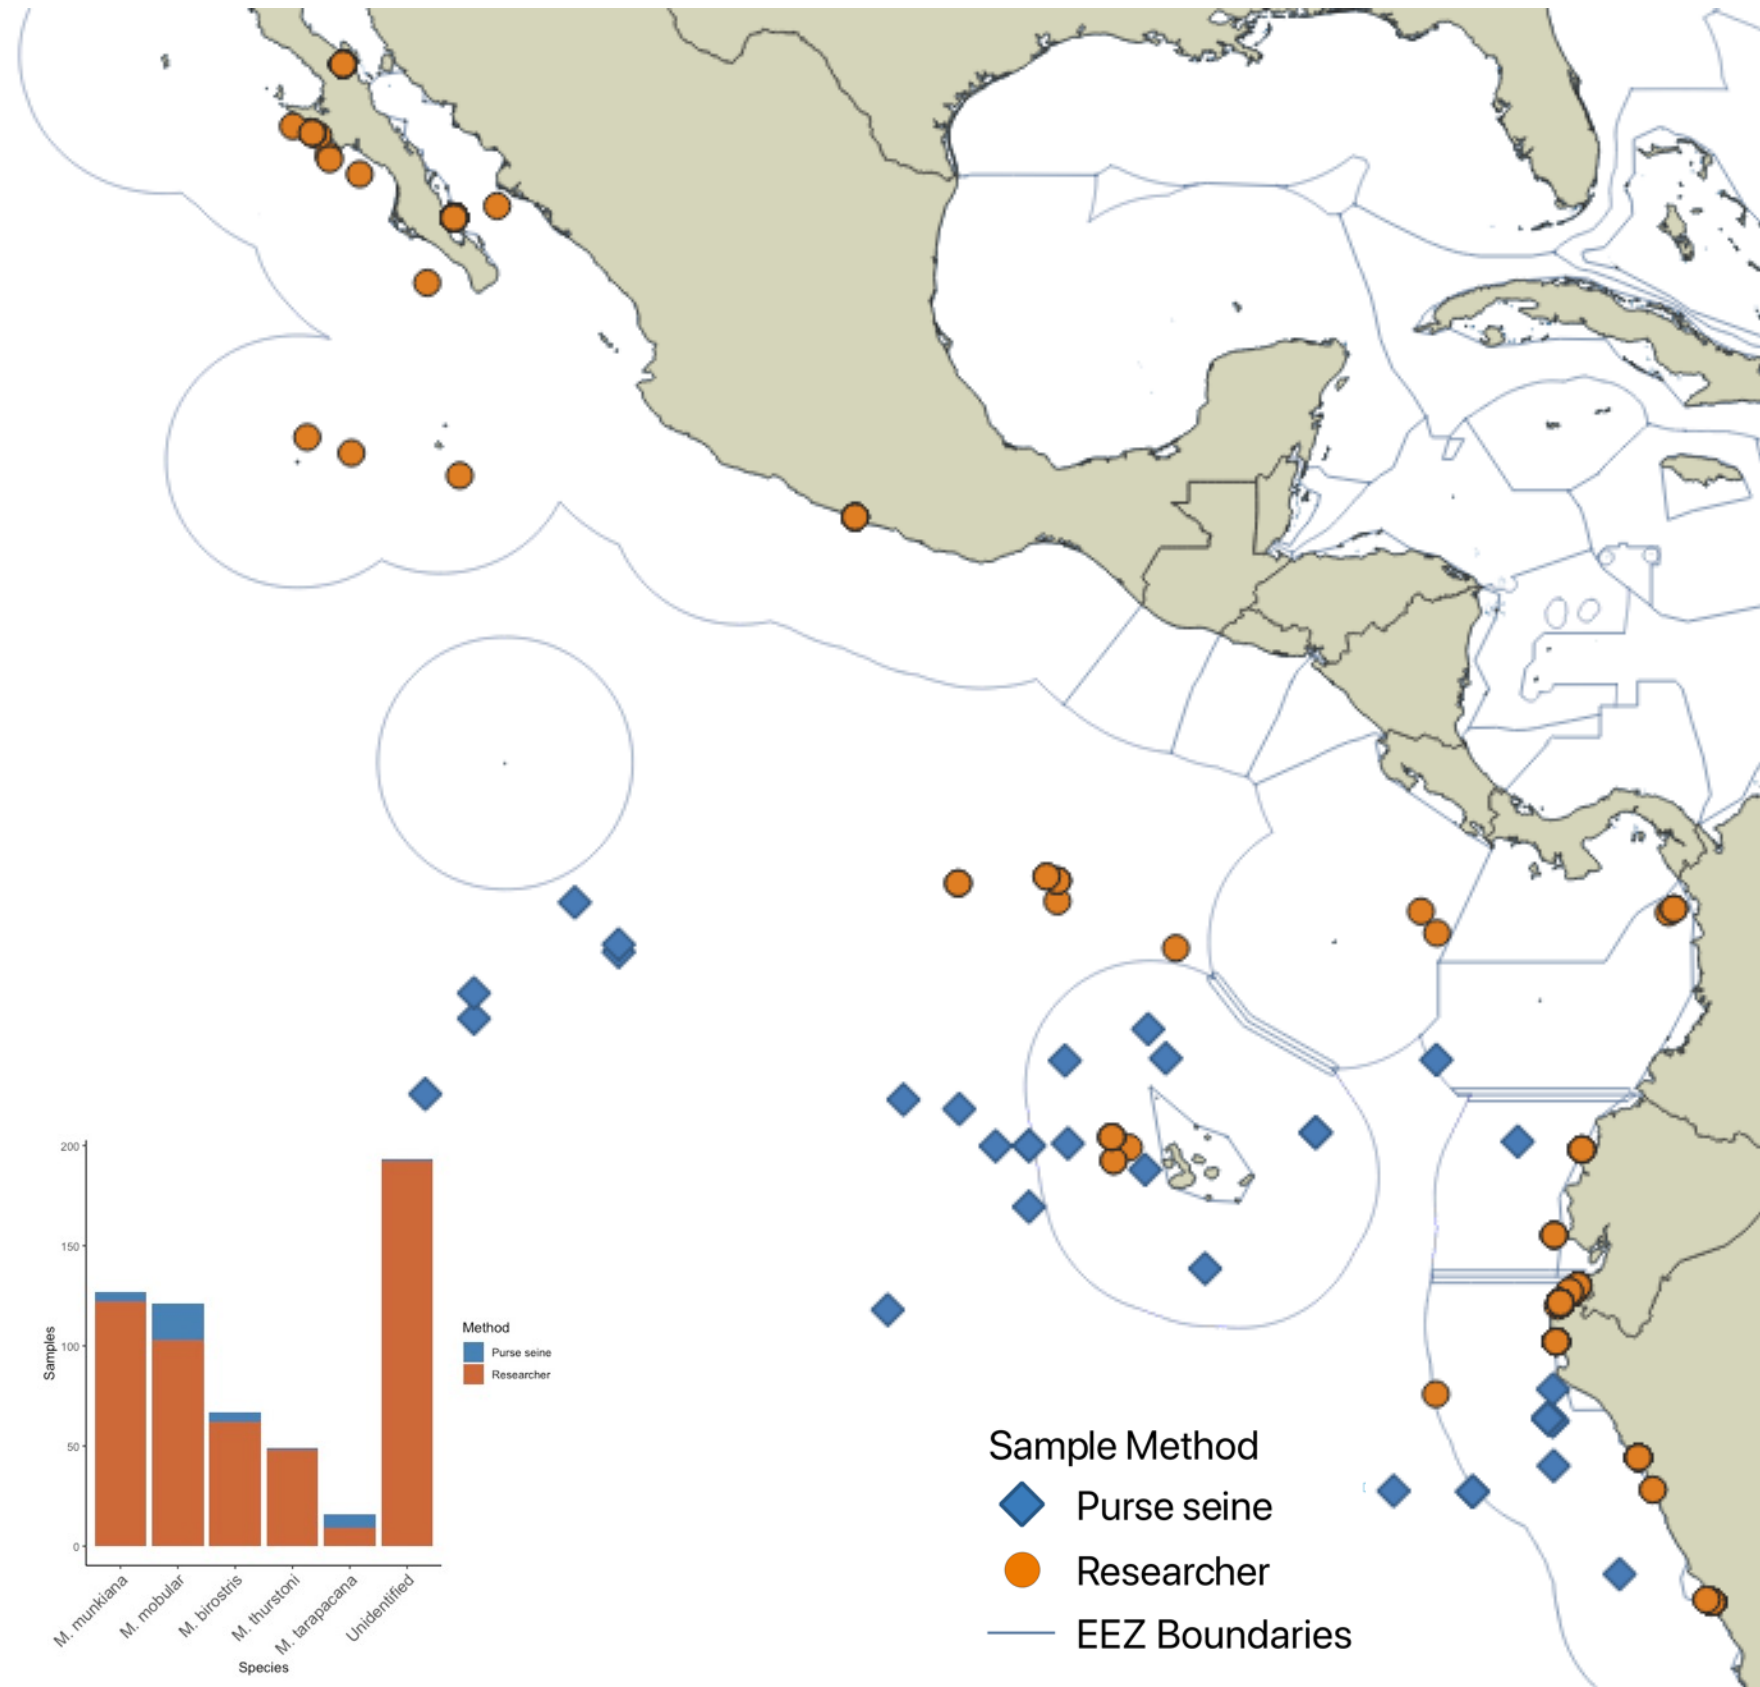 200
150
100
50
0
Samples
M. munkiana
M. mobular
M. birostris
M. thurstoni
M. tarapacana
Unidentified
Species
Method
Purse seine
Researcher
Sample Method
Purse seine
Researcher
EEZ Boundaries